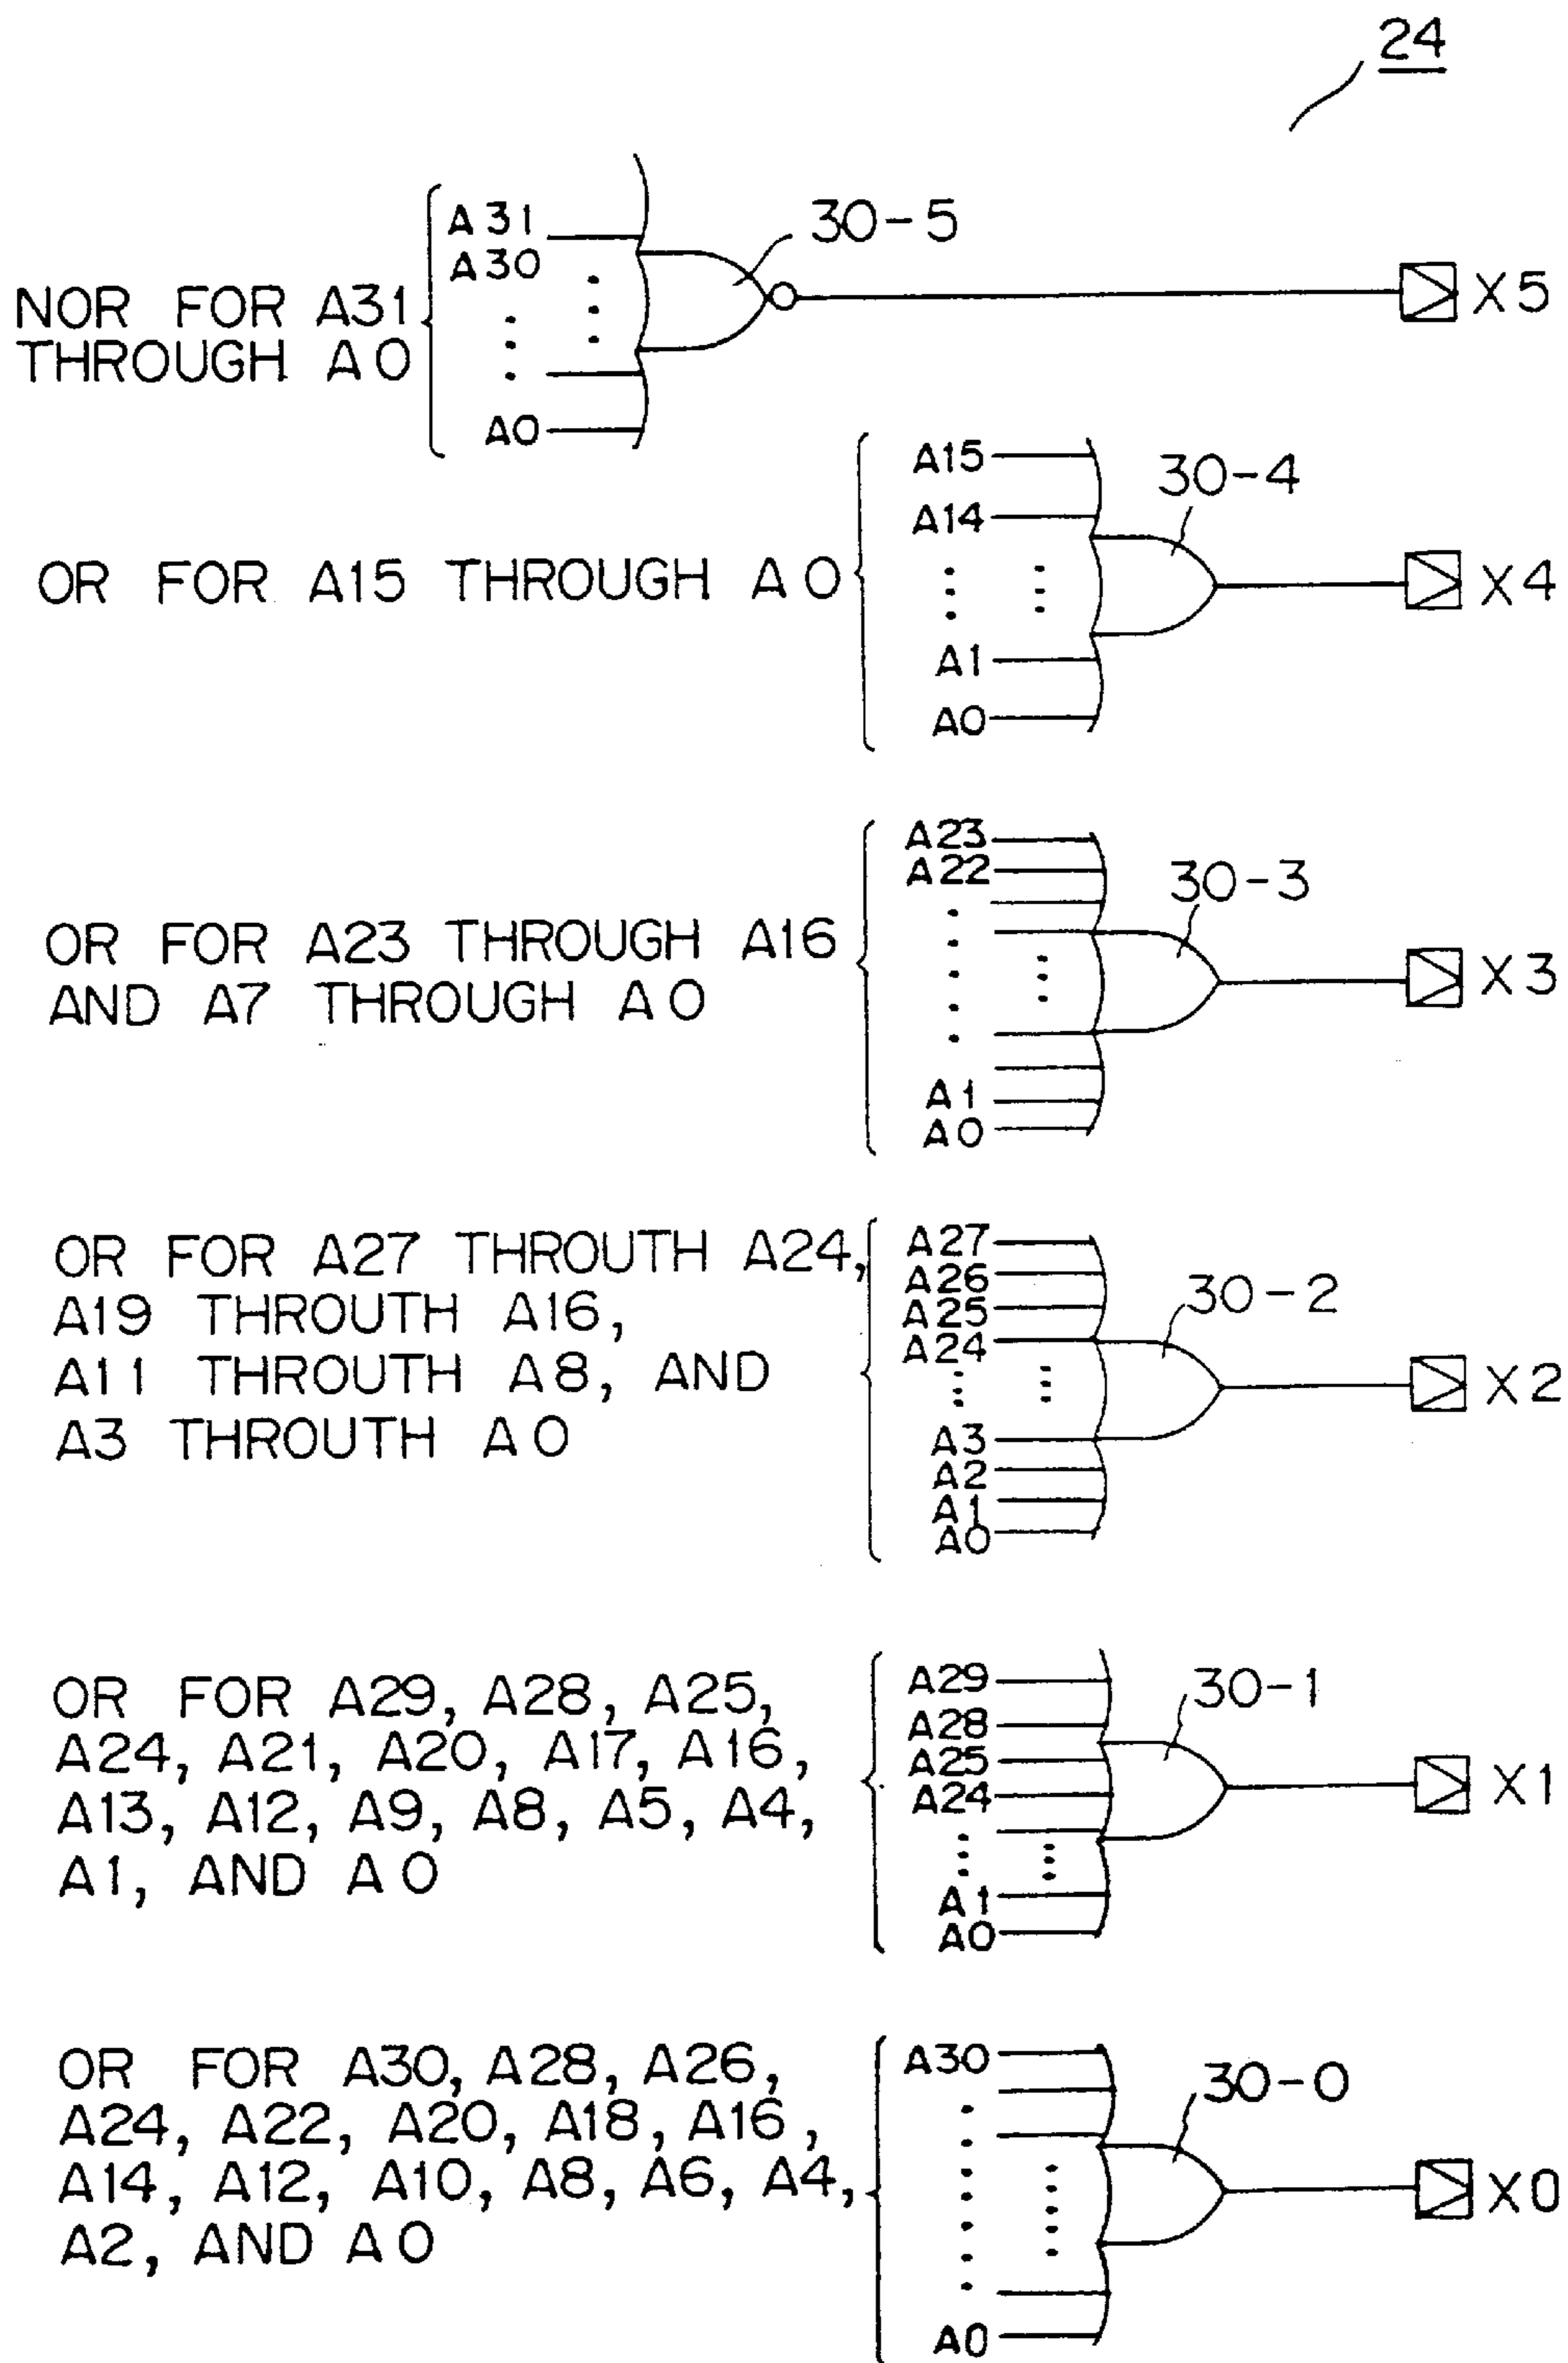 24
A31
A30
30-5
NOR FOR A31
THROUGH A0
X5
A0
A15
30-4
A14
OR FOR A15 THROUGH A0
X4
A1
A0
A23
A22
30-3
OR FOR A23 THROUGH A16
AND A7 THROUGH A0
X3
A1
A0
OR FOR A27 THROUTH A24,
A19 THROUTH A16,
A11 THROUTH A8, AND
A3 THROUTH A0
A27
A26
A25
A24
30-2
X2
A3
A2
A1
A0
OR FOR A29, A28, A25,
A24, A21, A20, A17, A16,
A13, A12, A9, A8, A5, A4,
A1, AND A0
A29
A28
A25
A24
30-1
X1
A1
A0
OR FOR A30, A28, A26,
A24, A22, A20, A18, A16,
A14, A12, A10, A8, A6, A4,
A2, AND A0
A30
30-0
X0
A0